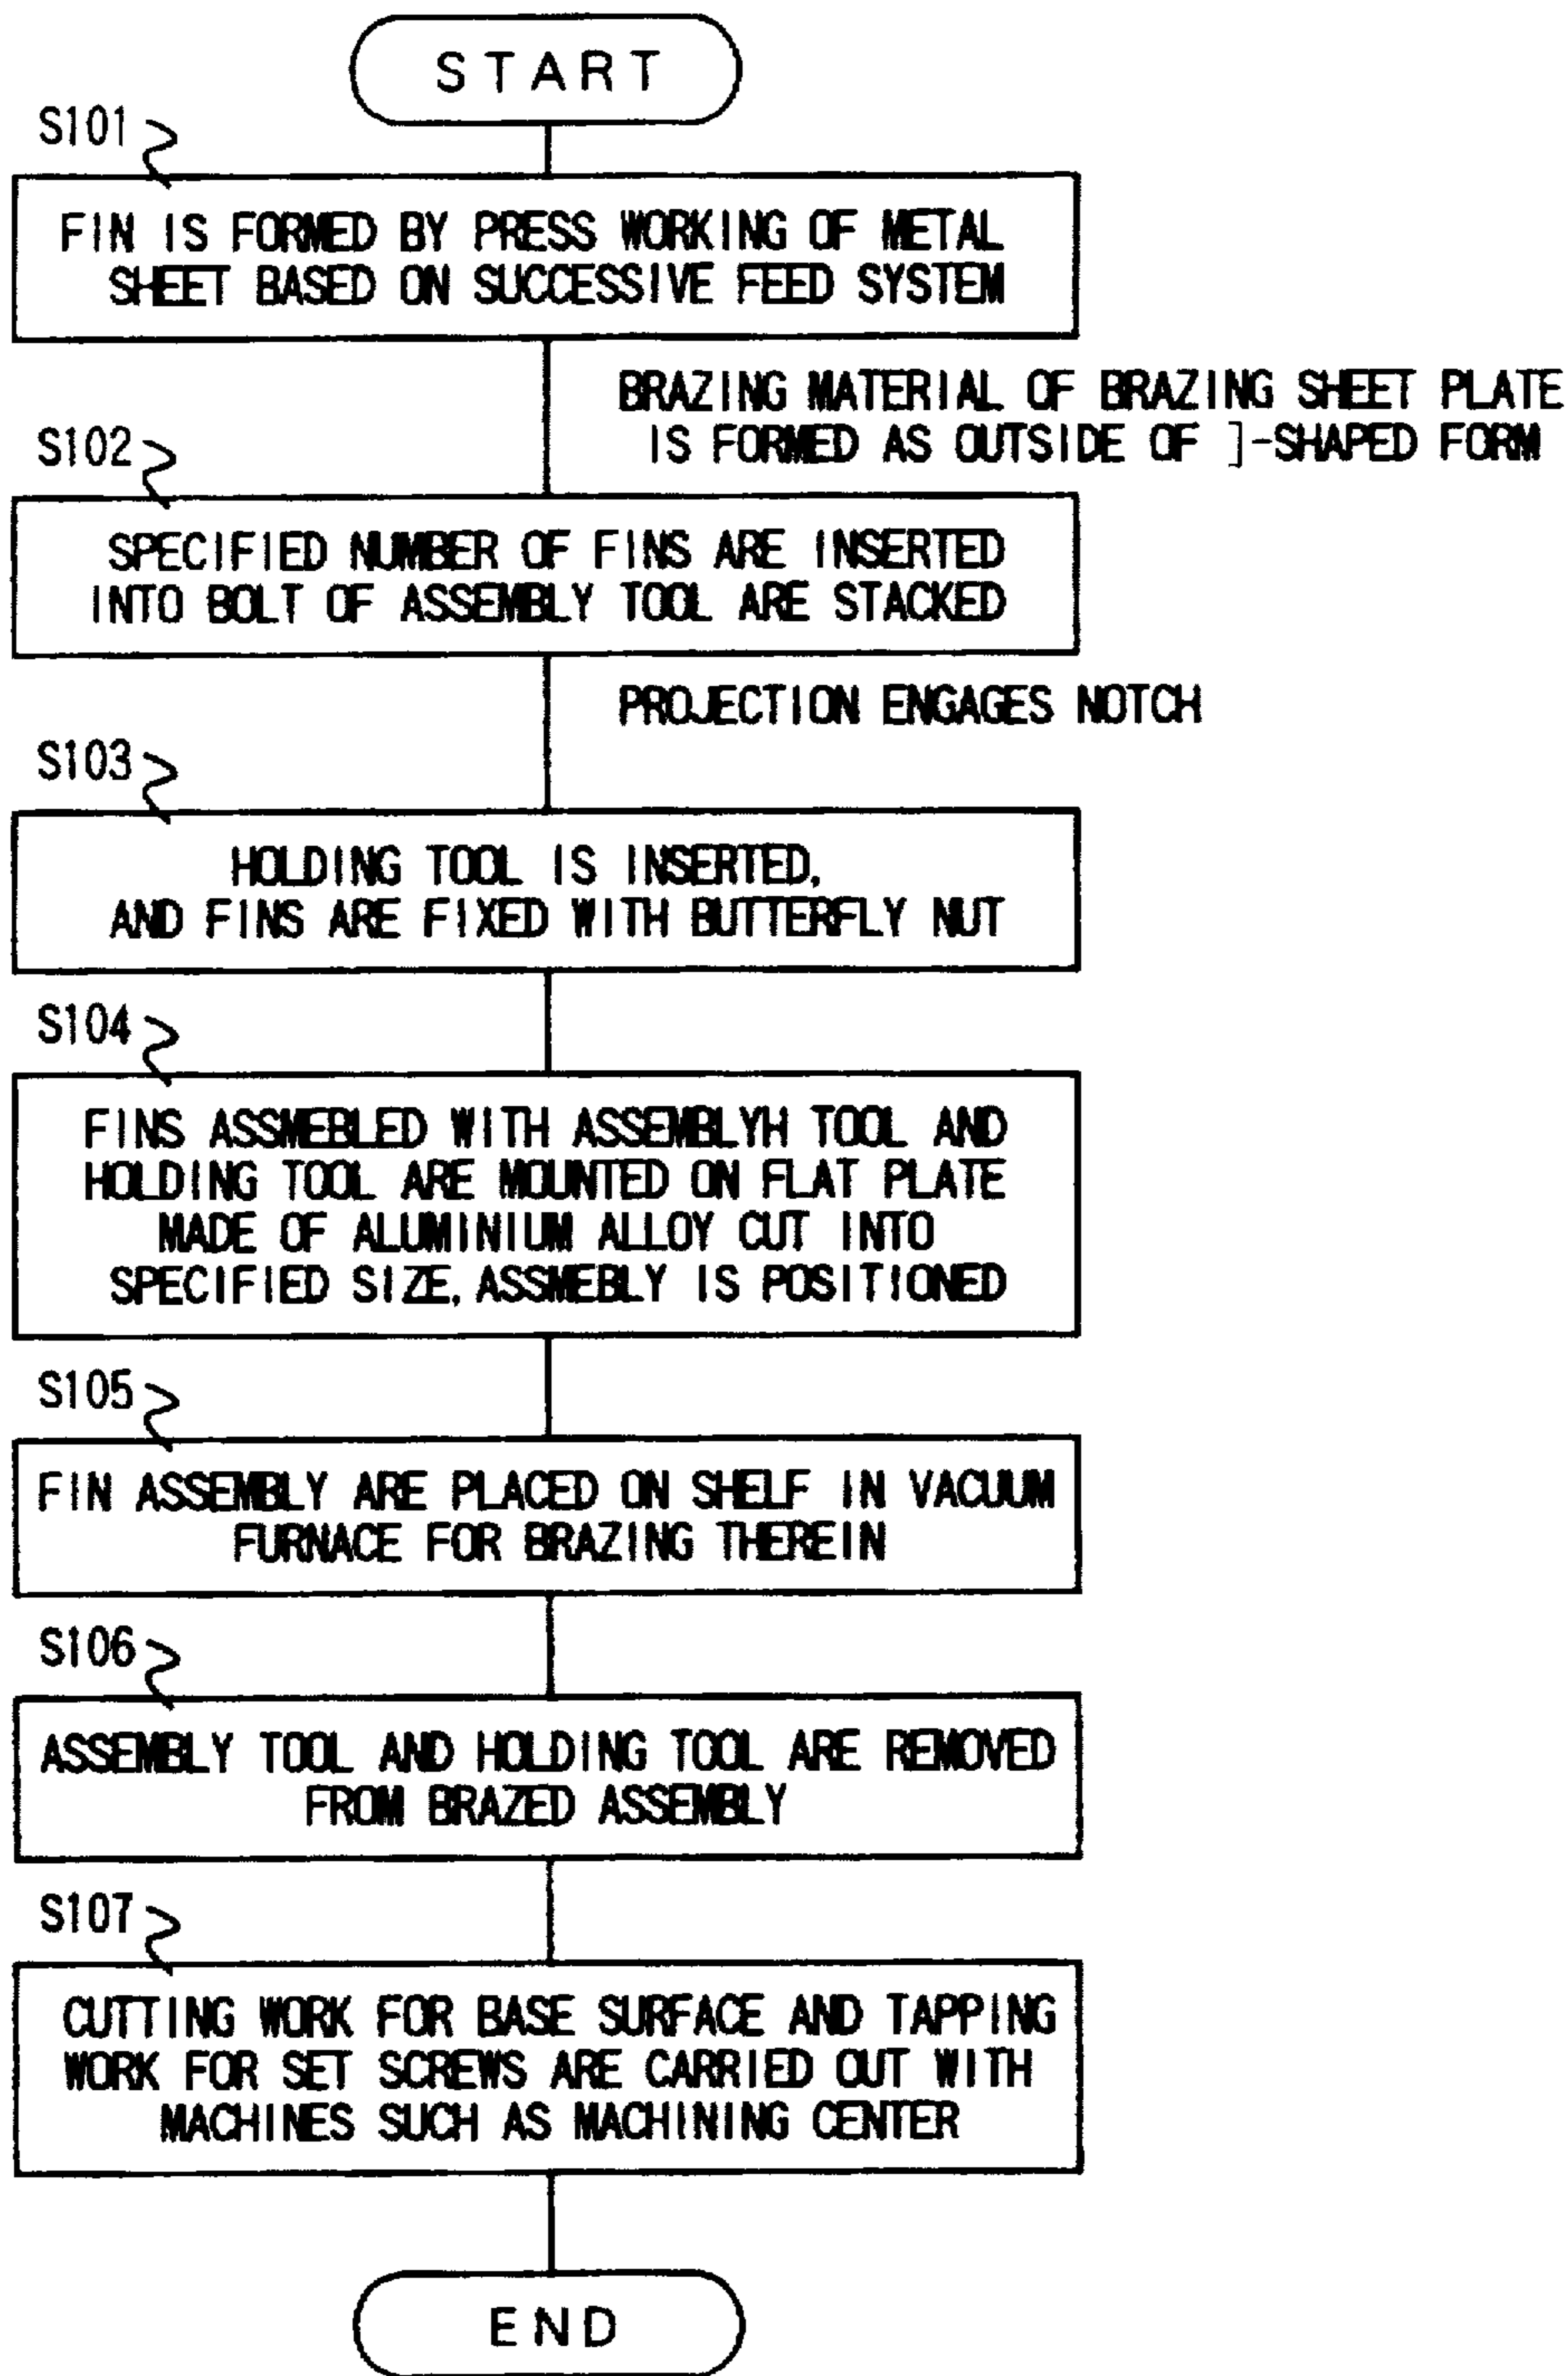 START
S101
FIN IS FORMED BY PRESS WORKING OF METAL
SHEET BASED ON SUCCESSIVE FEED SYSTEM
BRAZING MATERIAL OF BRAZING SHEET PLATE
IS FORMED AS OUTSIDE OF ]-SHAPED FORM
S102
SPECIFIED NUMBER OF FINS ARE INSERTED
INTO BOLT OF ASSEMBLY TOOL ARE STACKED
PROJECTION ENGAGES NOTCH
S103
HOLDING TOOL IS INSERTED,
AND FINS ARE FIXED WITH BUTTERFLY NUT
S104
FINS ASSMEBLED WITH ASSEMBLYH TOOL AND
HOLDING TOOL ARE MOUNTED ON FLAT PLATE
MADE OF ALUMINIUM ALLOY CUT INTO
SPECIFIED SIZE, ASSMEBLY IS POSITIONED
S105
FIN ASSEMBLY ARE PLACED ON SHELF IN VACUUM
FURNACE FOR BRAZING THEREIN
S106
ASSEMBLY TOOL AND HOLDING TOOL ARE REMOVED
FROM BRAZED ASSEMBLY
S107
CUTTING WORK FOR BASE SURFACE AND TAPPING
WORK FOR SET SCREWS ARE CARRIED OUT WITH
MACHINES SUCH AS MACHINING CENTER
END